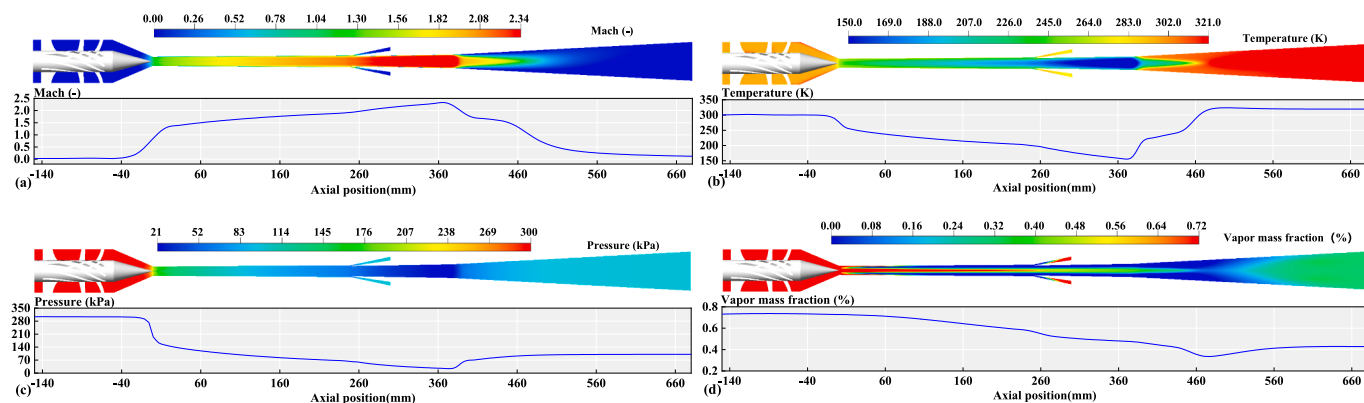 0.00 0.26 0.52 0.78 1.04 1.30 1.56 1.82 2.08 2.34
Mach (-)
Mach (-)
2.5
2.0
1.5
1.0
0.5
0.0
-140 -40 60 160 260 360 460 560 660
(a)
Axial position(mm)
150.0 169.0 188.0 207.0 226.0 245.0 264.0 283.0 302.0 321.0
Temperature (K)
Temperature (K)
350
300
250
200
150
-140 -40 60 160 260 360 460 560 660
(b)
Axial position(mm)
21 52 83 114 145 176 207 238 269 300
Pressure (kPa)
Pressure (kPa)
350
280
210
140
70
0
-140 -40 60 160 260 360 460 560 660
(c)
Axial position(mm)
0.00 0.08 0.16 0.24 0.32 0.40 0.48 0.56 0.64 0.72
Vapor mass fraction (%)
Vapor mass fraction (%)
0.8
0.6
0.4
0.2
-140 -40 60 160 260 360 460 560 660
(d)
Axial position(mm)